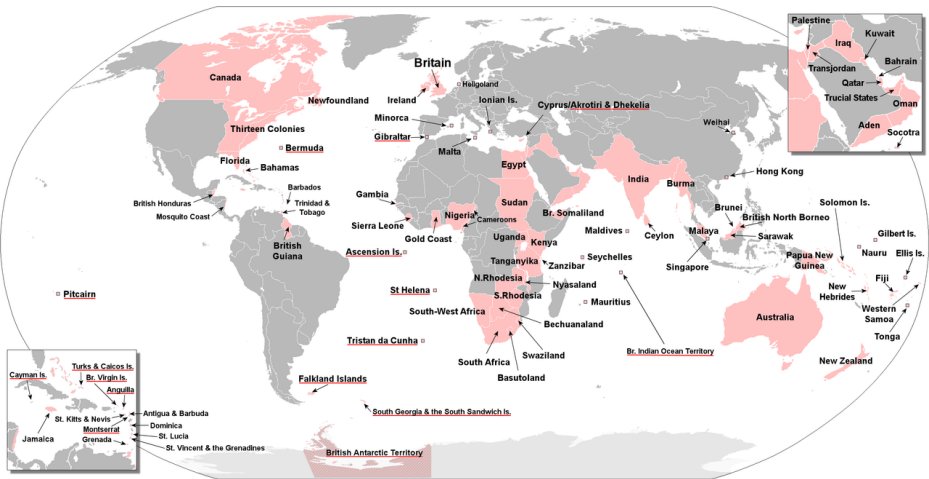 Palestine
Iraq
Kuwait
Transjordan
Bahrain
Qatar
Trucial States
Oman
Aden
Socotra
Britain
Canada
Heligoland
Newfoundland
Ireland
Ionian Is.
Cyprus/Akrotiri & Dhekelia
Minorca
Thirteen Colonies
Gibraltar
Weihai
Bermuda
Malta
Florida
Bahamas
Egypt
Hong Kong
India
Burma
Barbados
British Honduras
Gambia
Trinidad &
Tobago
Mosquito Coast
Sudan
Brunei
Solomon Is.
Sierra Leone
Nigeria
Cameroons
Br. Somaliland
British North Borneo
Gold Coast
Maldives
Ceylon
Malaya
Sarawak
Gilbert Is.
Uganda
Kenya
British
Guiana
Ascension Is.
Nauru
Ellis Is.
Seychelles
Papua New
Guinea
Tanganyika
Zanzibar
Singapore
N.Rhodesia
Nyasaland
Fiji
New
Hebrides
Pitcairn
St Helena
S.Rhodesia
Mauritius
South-West Africa
Western
Samoa
Australia
Bechuanaland
Tonga
Tristan da Cunha
Swaziland
Br. Indian Ocean Territory
South Africa
New Zealand
Basutoland
Falkland Islands
South Georgia & the South Sandwich Is.
British Antarctic Territory
Turks & Caicos Is.
Cayman Is.
Br. Virgin Is.
Anguilla
Antigua & Barbuda
St. Kitts & Nevis
Dominica
Montserrat
St. Lucia
Jamaica
Grenada
St. Vincent & the Grenadines